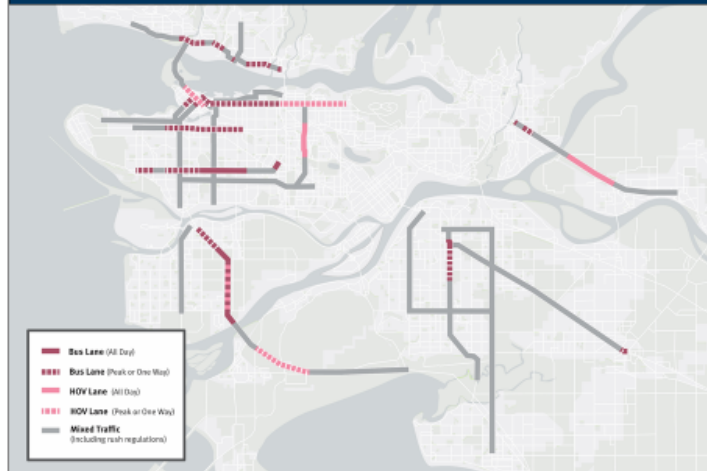 Bus Lane (All Day)
Bus Lane (Peak or One Way)
HOV Lane (All Day)
HOV Lane (Peak or One Way)
Mixed Traffic
(Including rush regulations)